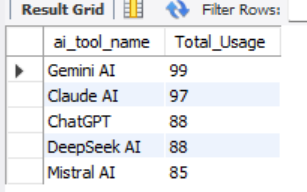 Result Grid Filter Rows:
ai_tool_name Total_Usage
Gemini AI 99
Claude AI 97
ChatGPT 88
DeepSeek AI 88
Mistral AI 85